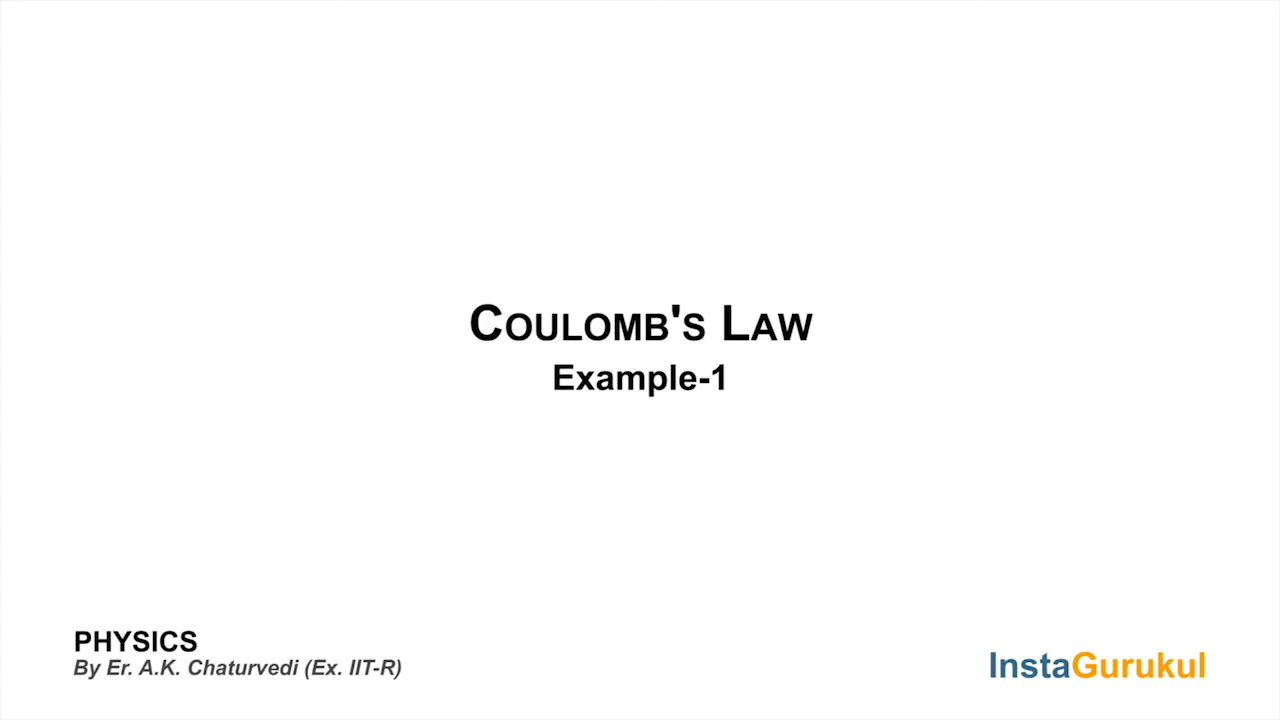 Coulomb's Law
Example-1
PHYSICS
By Er. A.K. Chaturvedi (Ex. IIT-R)
InstaGurukul